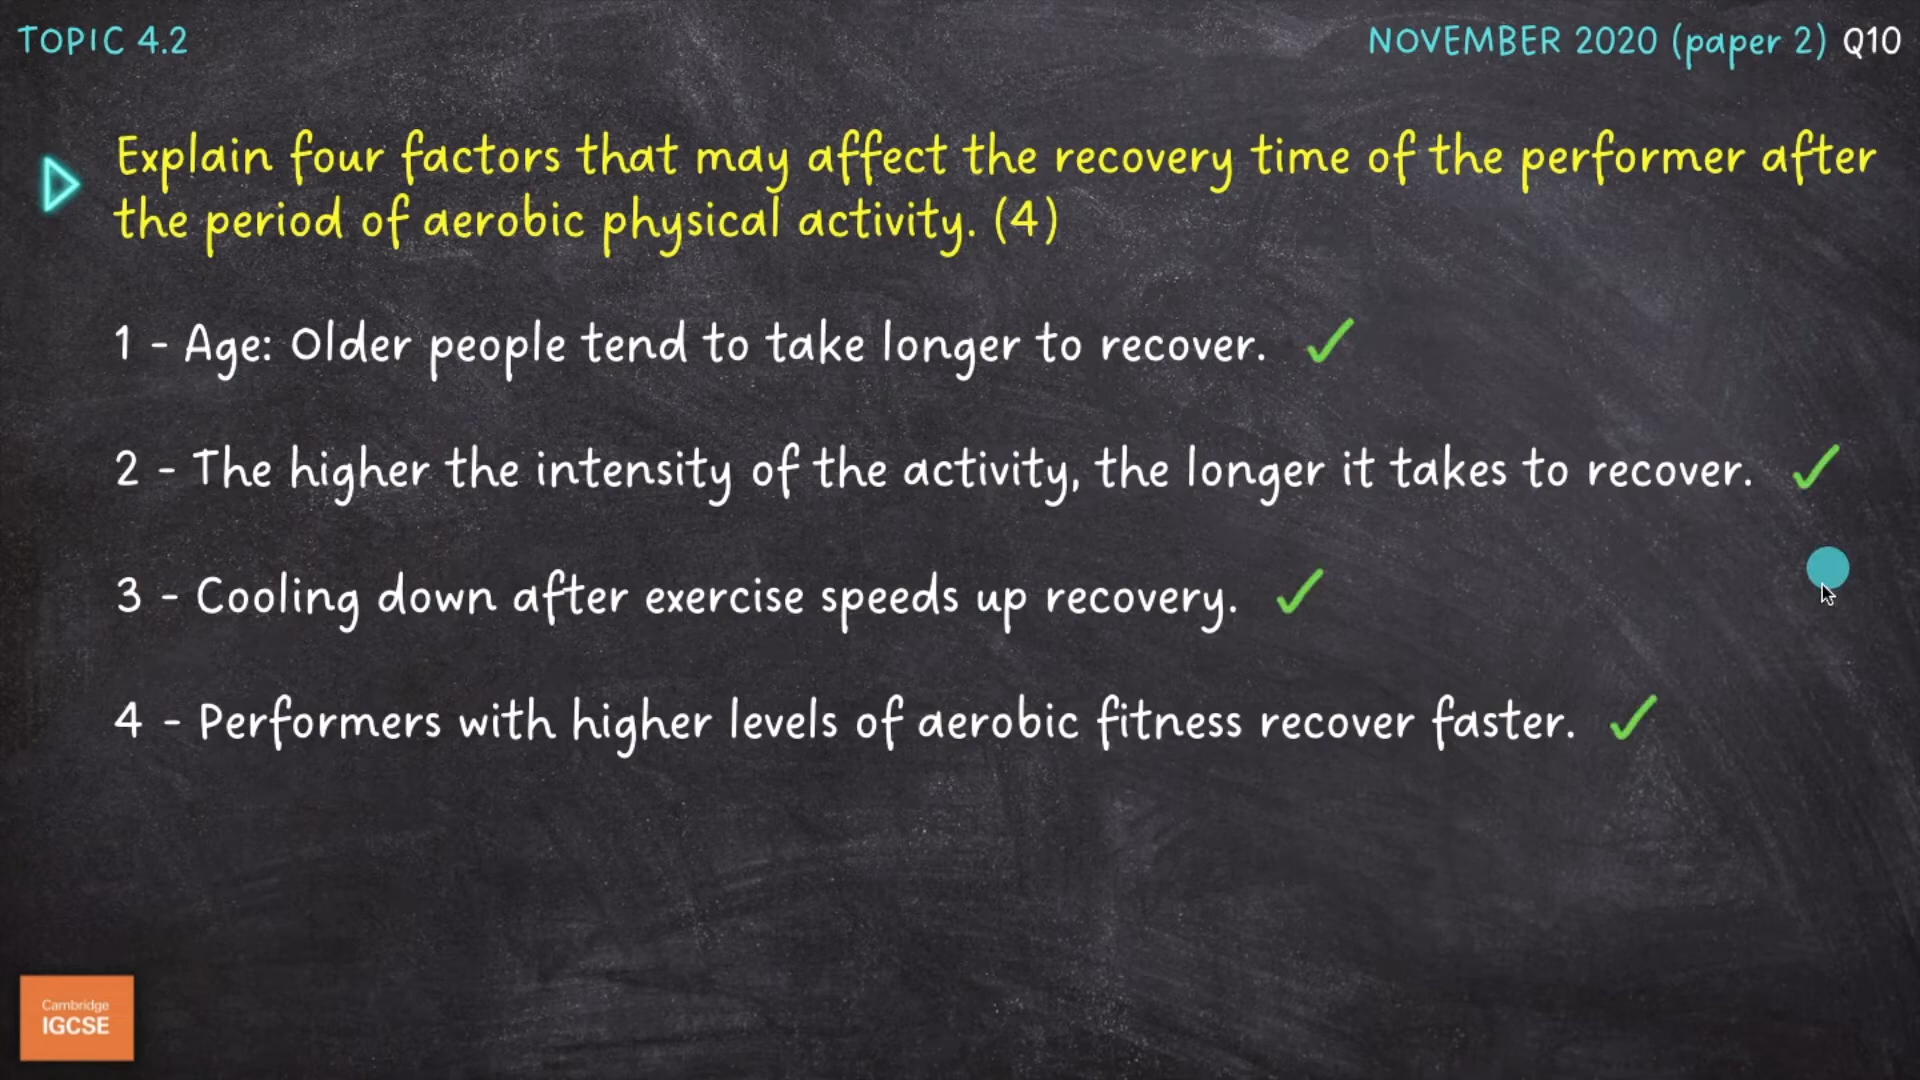 TOPIC 4.2
NOVEMBER 2020 (paper 2) Q10
Explain four factors that may affect the recovery time of the performer after
the period of aerobic physical activity. (4)
1 - Age: Older people tend to take longer to recover.
2 - The higher the intensity of the activity, the longer it takes to recover.
3 - Cooling down after exercise speeds up recovery.
4 - Performers with higher levels of aerobic fitness recover faster.
Cambridge
IGCSE